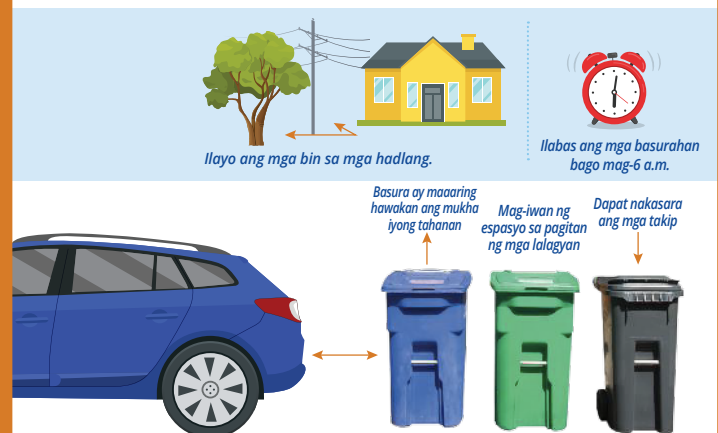 Ilayo ang mga bin sa mga hadlang.
Ilabas ang mga basurahan
bago mag-6 a.m.
Basura ay maaaring
hawakan ang mukha
iyong tahanan
Mag-iwan ng
espasyo sa pagitan
ng mga lalagyan
Dapat nakasara
ang mga takip